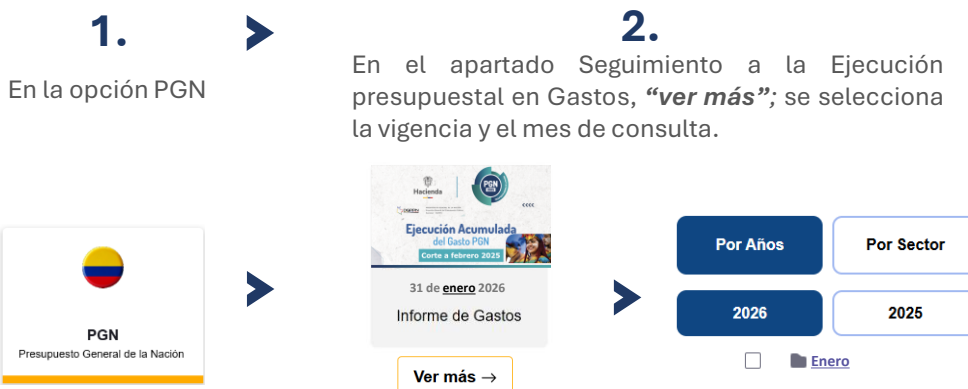 1.
En la opción PGN
2.
En el apartado Seguimiento a la Ejecución
presupuestal en Gastos, “ver más”; se selecciona
la vigencia y el mes de consulta.
PGN
Presupuesto General de la Nación
Hacienda
PGN
Ejecución Acumulada
del Gasto PGN
Corte a febrero 2025
31 de enero 2026
Informe de Gastos
Ver más →
Por Años
Por Sector
2026
2025
Enero